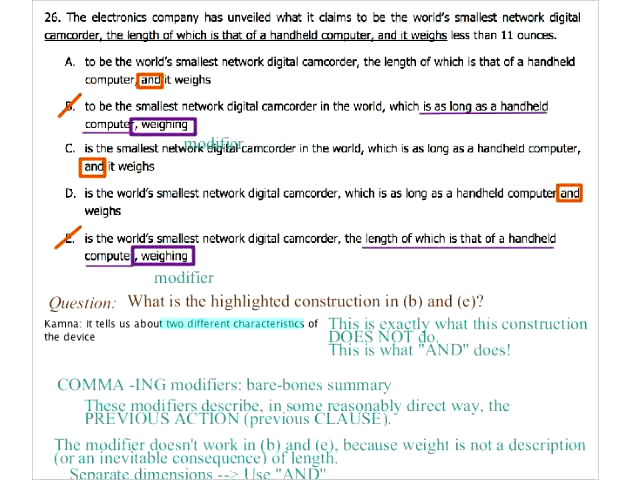 26. The electronics company has unveiled what it claims to be the world's smallest network digital
camcorder, the length of which is that of a handheld computer, and it weighs less than 11 ounces.
A. to be the world's smallest network digital camcorder, the length of which is that of a handheld
computer, and it weighs
B. to be the smallest network digital camcorder in the world, which is as long as a handheld
computer, weighing
modifier
C. is the smallest network digital camcorder in the world, which is as long as a handheld computer,
and it weighs
D. is the world's smallest network digital camcorder, which is as long as a handheld computer and
weighs
E. is the world's smallest network digital camcorder, the length of which is that of a handheld
computer, weighing
modifier
Question: What is the highlighted construction in (b) and (e)?
Kamna: it tells us about two different characteristics of
the device
This is exactly what this construction
DOES NOT do.
This is what "AND" does!
COMMA -ING modifiers: bare-bones summary
These modifiers describe, in some reasonably direct way, the
PREVIOUS ACTION (previous CLAUSE).
The modifier doesn't work in (b) and (e), because weight is not a description
(or an inevitable consequence) of length.
Separate dimensions --> Use "AND"